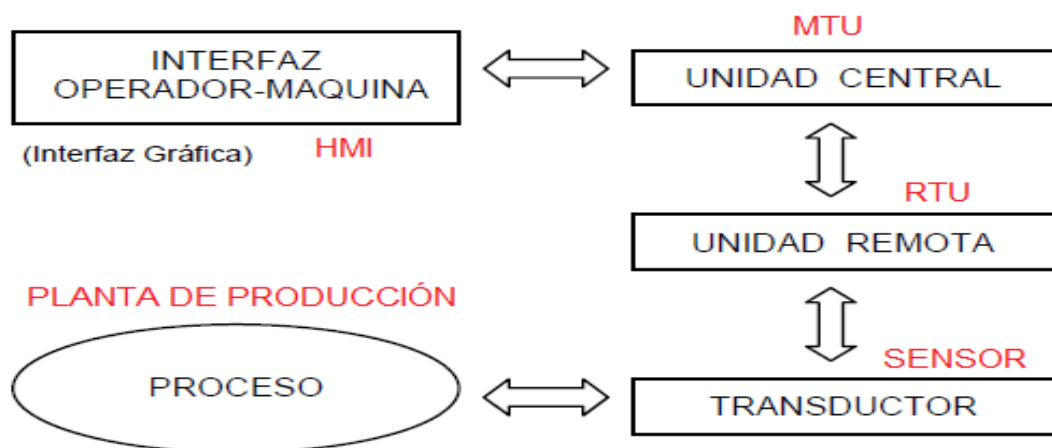 INTERFAZ
OPERADOR-MAQUINA
(Interfaz Gráfica)
HMI
MTU
UNIDAD CENTRAL
RTU
UNIDAD REMOTA
PLANTA DE PRODUCCIÓN
PROCESO
SENSOR
TRANSDUCTOR